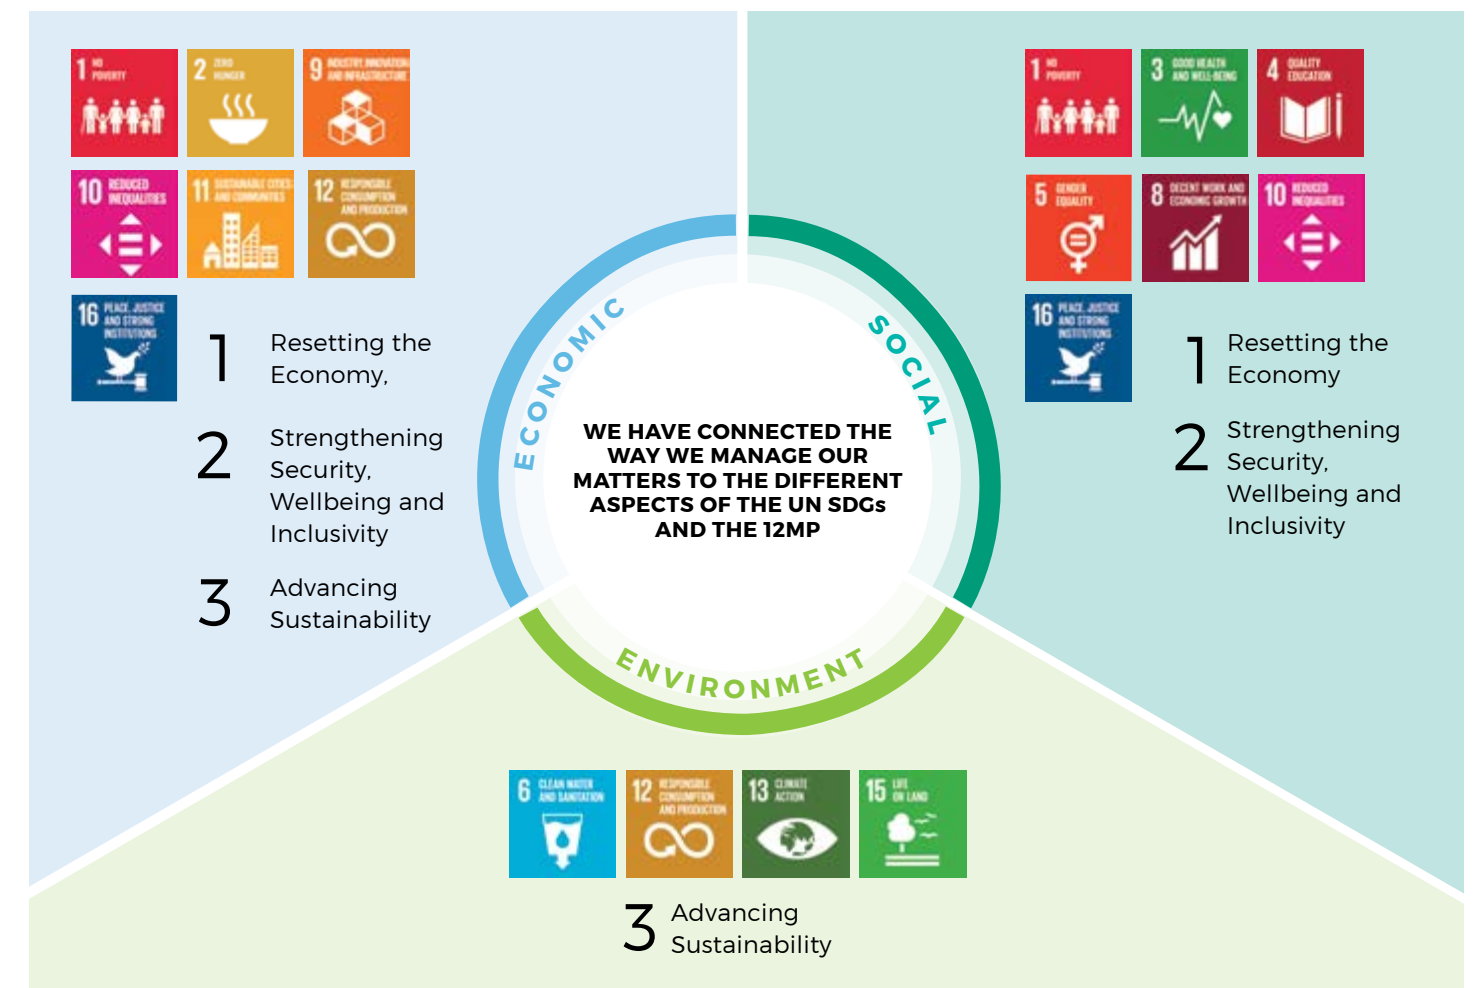 1 NO
POVERTY
2 ZERO
HUNGER
9 INDUSTRY, INNOVATION
AND INFRASTRUCTURE
10 REDUCED
INEQUALITIES
11 SUSTAINABLE CITIES
AND COMMUNITIES
12 RESPONSIBLE
CONSUMPTION
AND PRODUCTION
16 PEACE, JUSTICE
AND STRONG
INSTITUTIONS
1 Resetting the
Economy,
2 Strengthening
Security,
Wellbeing and
Inclusivity
3 Advancing
Sustainability
ECONOMIC
1 NO
POVERTY
3 GOOD HEALTH
AND WELL-BEING
4 QUALITY
EDUCATION
5 GENDER
EQUALITY
8 DECENT WORK AND
ECONOMIC GROWTH
10 REDUCED
INEQUALITIES
16 PEACE, JUSTICE
AND STRONG
INSTITUTIONS
1 Resetting the
Economy
2 Strengthening
Security,
Wellbeing and
Inclusivity
SOCIAL
WE HAVE CONNECTED THE
WAY WE MANAGE OUR
MATTERS TO THE DIFFERENT
ASPECTS OF THE UN SDGs
AND THE 12MP
ENVIRONMENT
6 CLEAN WATER
AND SANITATION
12 RESPONSIBLE
CONSUMPTION
AND PRODUCTION
13 CLIMATE
ACTION
15 LIFE
ON LAND
3 Advancing
Sustainability